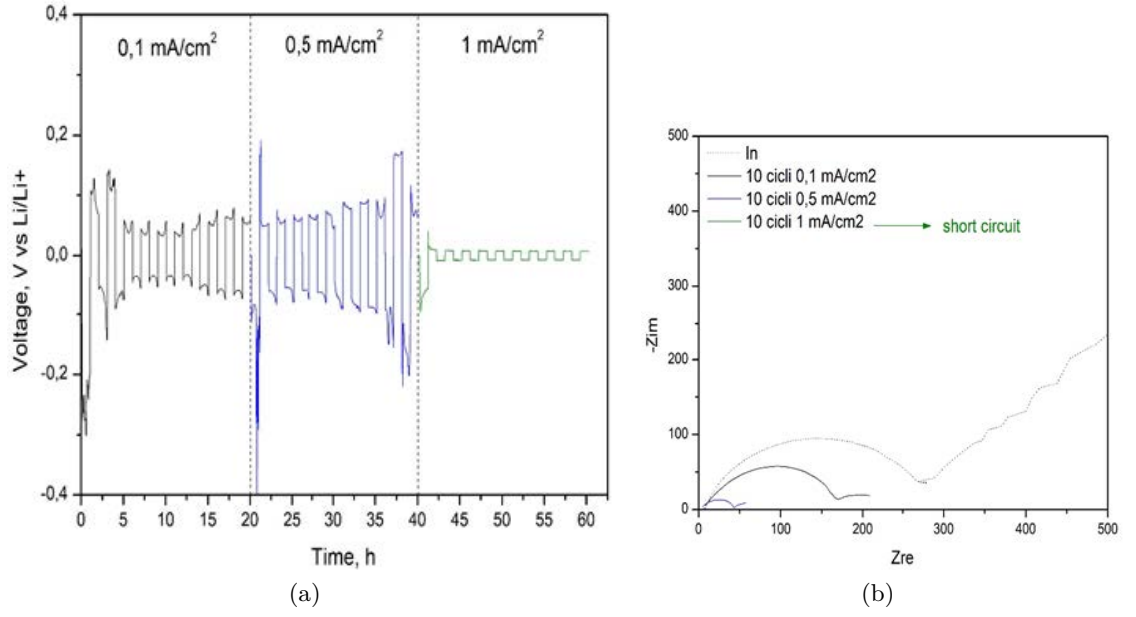 0,1 mA/cm²
0,5 mA/cm²
1 mA/cm²
0,4
0,2
0,0
-0,2
-0,4
Voltage, V vs Li/Li+
0 5 10 15 20 25 30 35 40 45 50 55 60
Time, h
(a)
500
400
300
200
100
0
-Zim
In
10 cicli 0,1 mA/cm2
10 cicli 0,5 mA/cm2
10 cicli 1 mA/cm2
short circuit
0 100 200 300 400 500
Zre
(b)